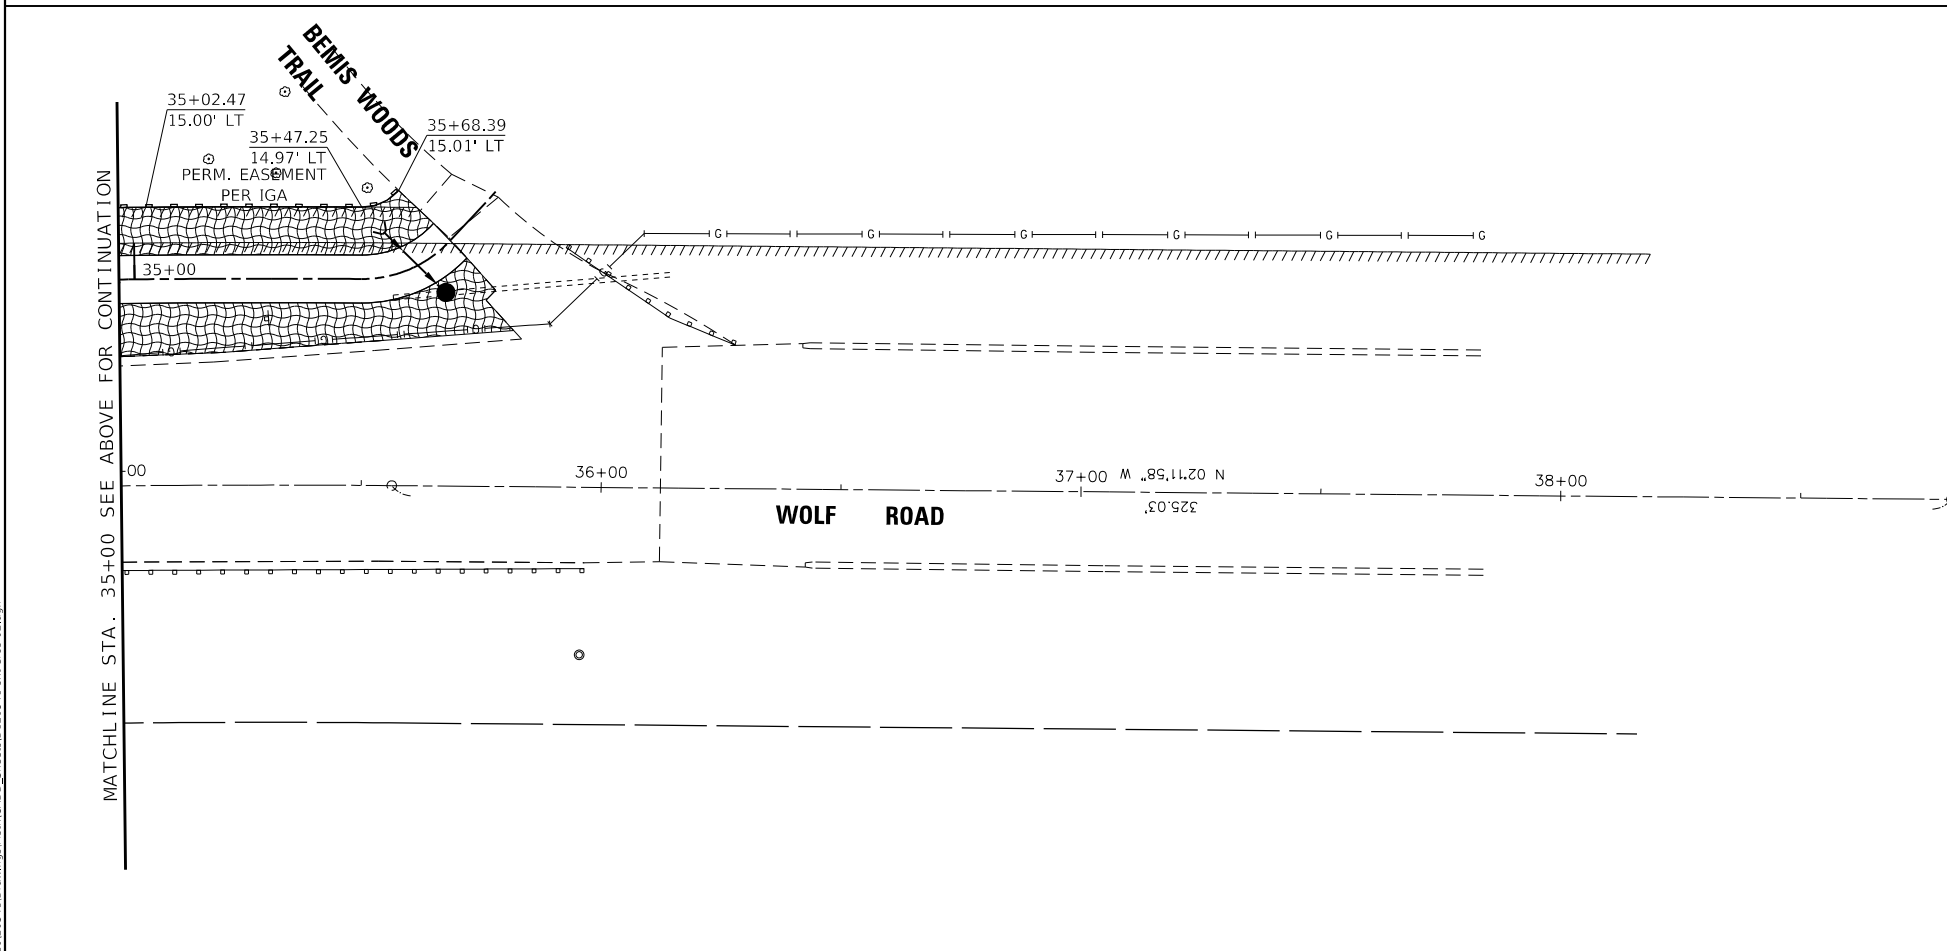 BEMIS WOODS
TRAIL
35+02.47
15.00' LT
35+47.25
14.97' LT
35+68.39
15.01' LT
PERM. EASEMENT
PER IGA
35+00
G G G G G G
MATCHLINE STA. 35+00 SEE ABOVE FOR CONTINUATION
+00
36+00
37+00
N 02°11'58" W
38+00
325.03'
WOLF ROAD